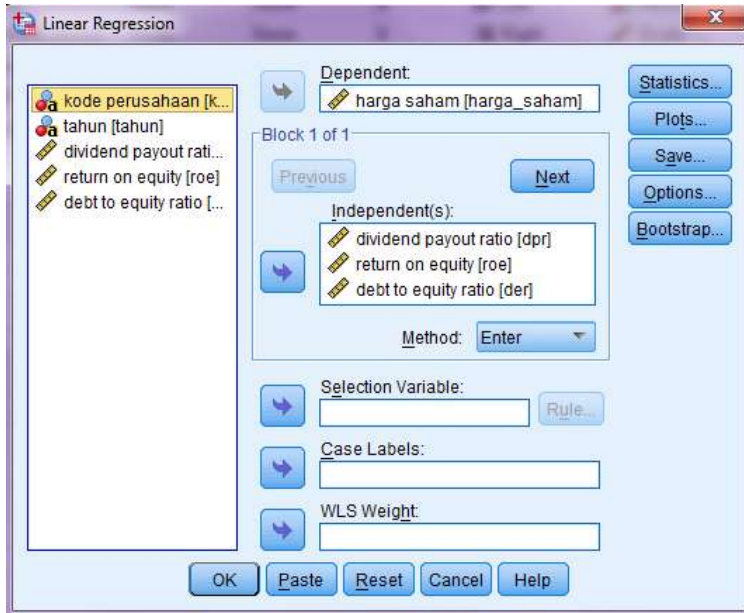 Linear Regression
kode perusahaan [k...
tahun [tahun]
dividend payout rati...
return on equity [roe]
debt to equity ratio [...
Dependent:
harga saham [harga_saham]
Block 1 of 1
Previous
Next
Independent(s):
dividend payout ratio [dpr]
return on equity [roe]
debt to equity ratio [der]
Method: Enter
Selection Variable:
Rule...
Case Labels:
WLS Weight:
Statistics...
Plots...
Save...
Options...
Bootstrap...
OK Paste Reset Cancel Help